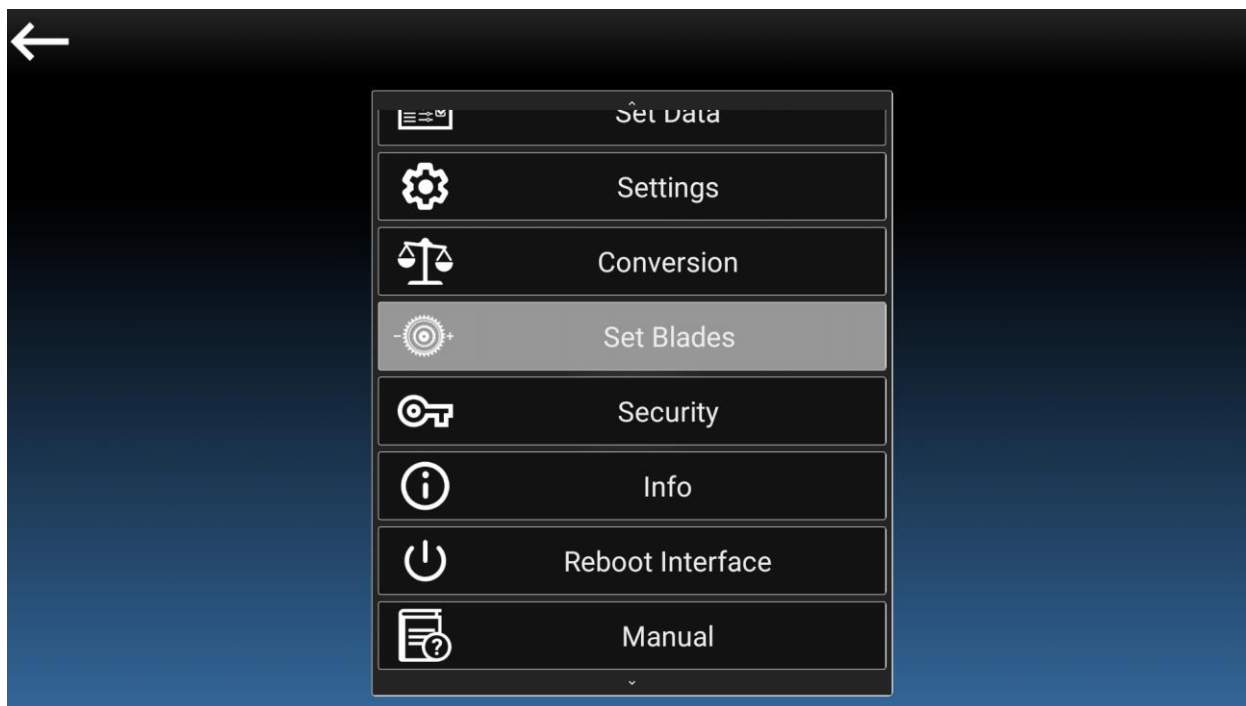 Set Data
Settings
Conversion
Set Blades
Security
Info
Reboot Interface
Manual